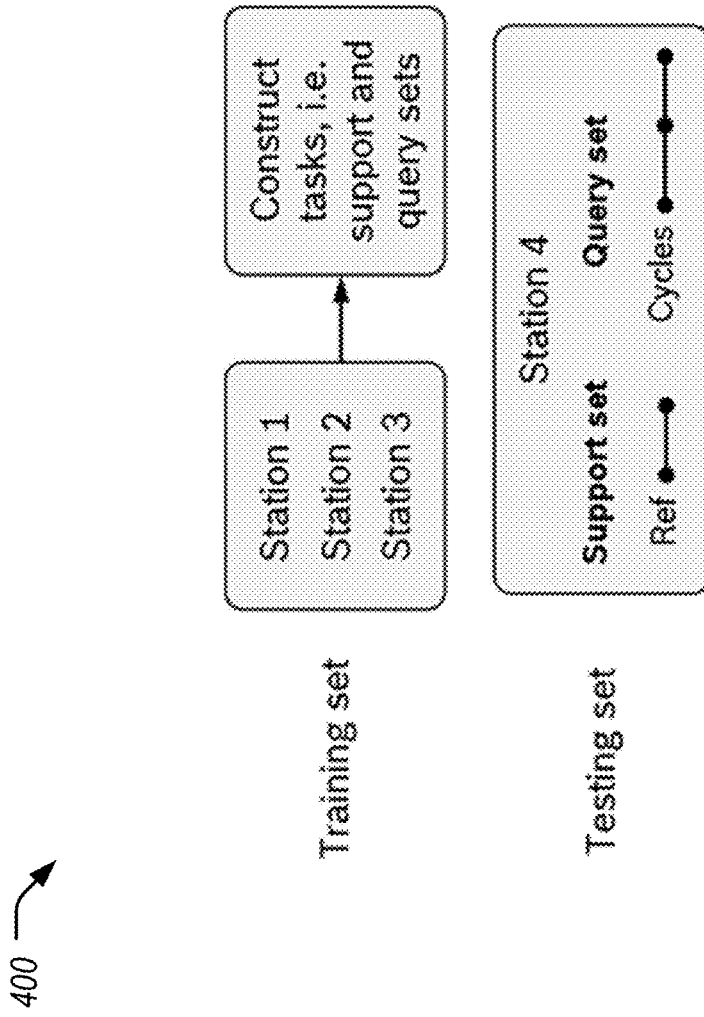 400
Training set
Station 1
Station 2
Station 3
Construct
tasks, i.e.
support and
query sets
Testing set
Station 4
Support set
Query set
Ref
Cycles